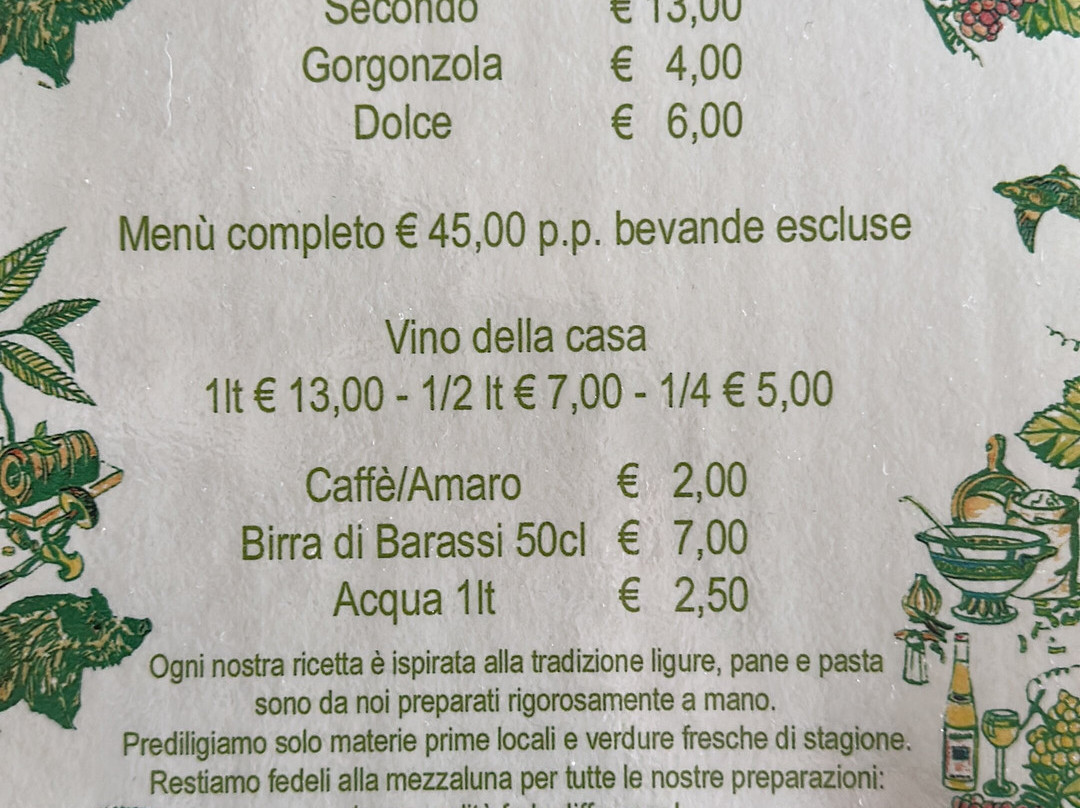 Secondo € 13,00
Gorgonzola € 4,00
Dolce € 6,00
Menù completo € 45,00 p.p. bevande escluse
Vino della casa
1lt € 13,00 - 1/2 lt € 7,00 - 1/4 € 5,00
Caffè/Amaro € 2,00
Birra di Barassi 50cl € 7,00
Acqua 1lt € 2,50
Ogni nostra ricetta è ispirata alla tradizione ligure, pane e pasta
sono da noi preparati rigorosamente a mano.
Prediligiamo solo materie prime locali e verdure fresche di stagione.
Restiamo fedeli alla mezzaluna per tutte le nostre preparazioni: